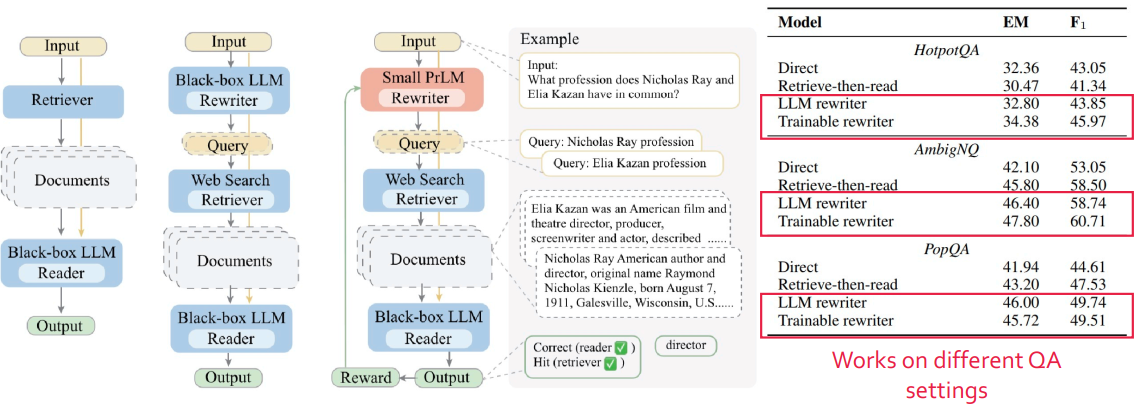 Input
Retriever
Documents
Black-box LLM
Reader
Output
Input
Black-box LLM
Rewriter
Query
Web Search
Retriever
Documents
Black-box LLM
Reader
Output
Input
Small PrLM
Rewriter
Query
Web Search
Retriever
Documents
Black-box LLM
Reader
Reward
Output
Example
Input:
What profession does Nicholas Ray and
Elia Kazan have in common?
Query: Nicholas Ray profession
Query: Elia Kazan profession
Elia Kazan was an American film and
theatre director, producer,
screenwriter and actor, described ......
Nicholas Ray American author and
director, original name Raymond
Nicholas Kienzle, born August 7,
1911, Galesville, Wisconsin, U.S......
Correct (reader ✅ )
Hit (retriever ✅ )
director
Model EM F1
HotpotQA
Direct 32.36 43.05
Retrieve-then-read 30.47 41.34
LLM rewriter 32.80 43.85
Trainable rewriter 34.38 45.97
AmbigNQ
Direct 42.10 53.05
Retrieve-then-read 45.80 58.50
LLM rewriter 46.40 58.74
Trainable rewriter 47.80 60.71
PopQA
Direct 41.94 44.61
Retrieve-then-read 43.20 47.53
LLM rewriter 46.00 49.74
Trainable rewriter 45.72 49.51
Works on different QA
settings